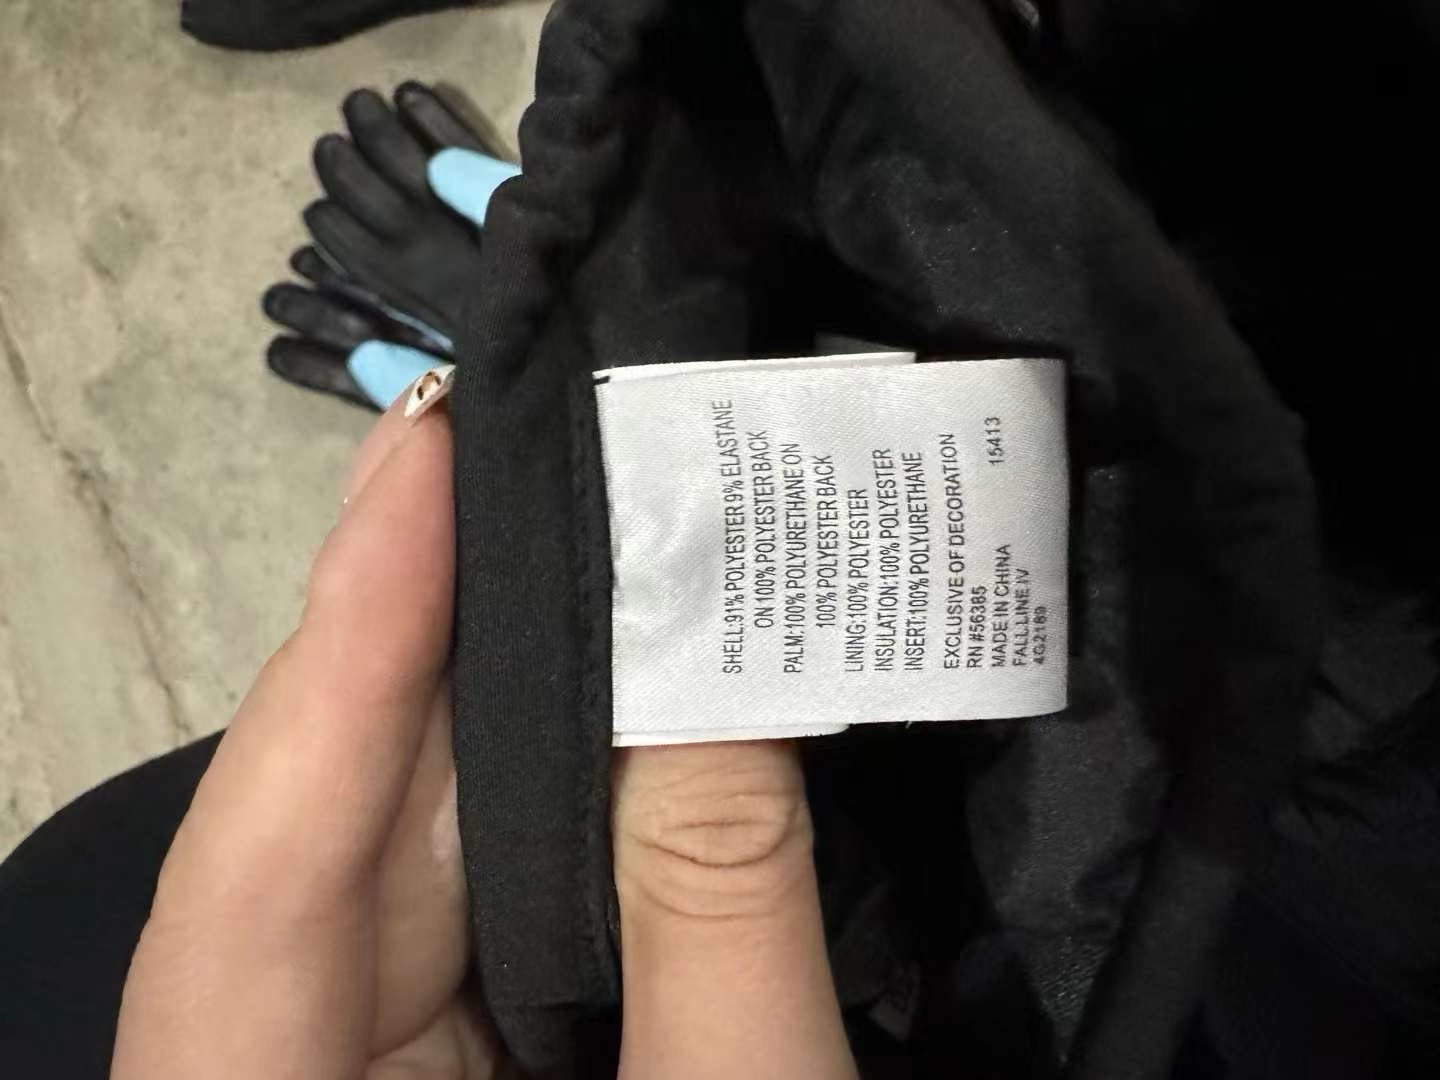 SHELL:91% POLYESTER 9% ELASTANE
ON 100% POLYESTER BACK
PALM:100% POLYURETHANE ON
100% POLYESTER BACK
LINING:100% POLYESTER
INSULATION:100% POLYESTER
INSERT:100% POLYURETHANE
EXCLUSIVE OF DECORATION
RN #56385
MADE IN CHINA 15413
FALL LINE IV
4G2189